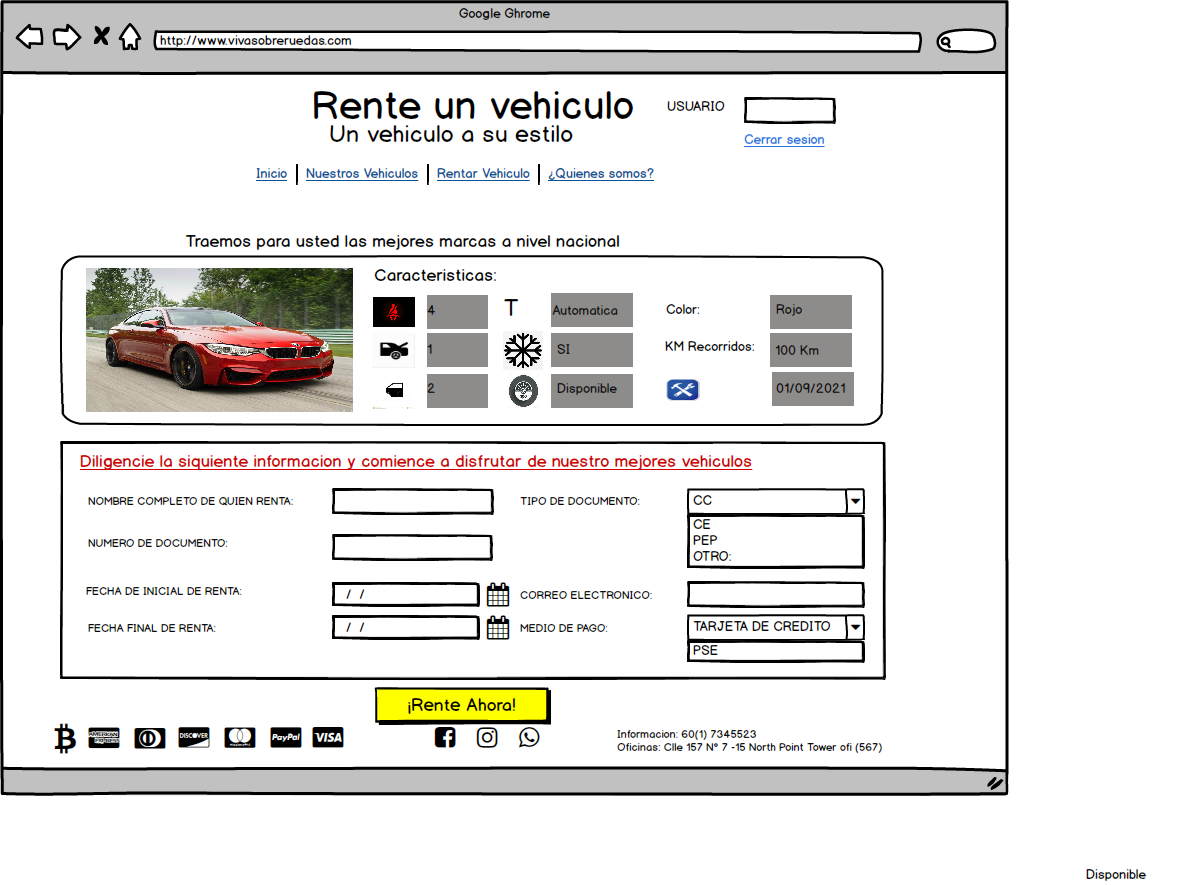 Google Ghrome
http://www.vivasobreruedas.com
Rente un vehiculo
Un vehiculo a su estilo
USUARIO
Cerrar sesion
Inicio
Nuestros Vehiculos
Rentar Vehiculo
¿Quienes somos?
Traemos para usted las mejores marcas a nivel nacional
Caracteristicas:
4
T
Automatica
Color:
Rojo
1
SI
KM Recorridos:
100 Km
2
Disponible
01/09/2021
Diligencie la siquiente informacion y comience a disfrutar de nuestro mejores vehiculos
NOMBRE COMPLETO DE QUIEN RENTA:
TIPO DE DOCUMENTO:
CC
CE
PEP
OTRO:
NUMERO DE DOCUMENTO:
FECHA DE INICIAL DE RENTA:
/ /
CORREO ELECTRONICO:
FECHA FINAL DE RENTA:
/ /
MEDIO DE PAGO:
TARJETA DE CREDITO
PSE
¡Rente Ahora!
AMERICAN EXPRESS
DISCOVER
MasterCard
PayPal
VISA
Informacion: 60(1) 7345523
Oficinas: Clle 157 N° 7 -15 North Point Tower ofi (567)
Disponible